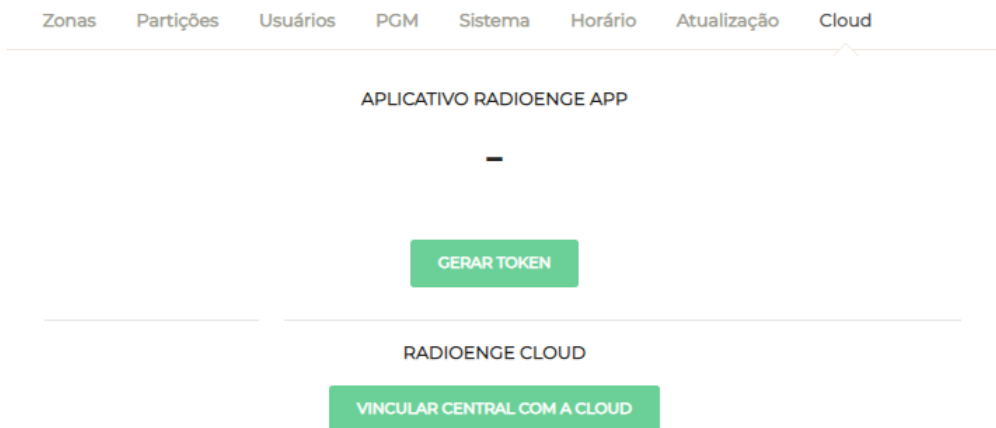 Zonas Partições Usuários PGM Sistema Horário Atualização Cloud
APLICATIVO RADIOENGE APP
–
GERAR TOKEN
RADIOENGE CLOUD
VINCULAR CENTRAL COM A CLOUD